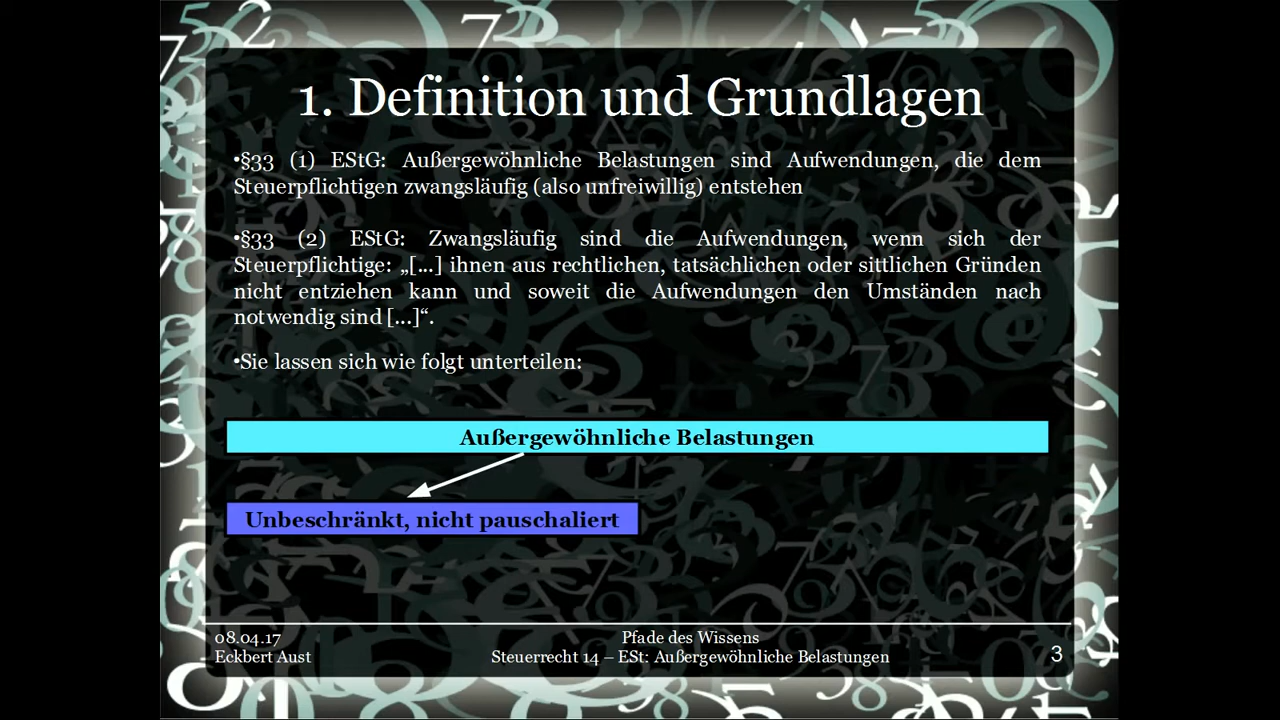 1. Definition und Grundlagen
•§33 (1) EStG: Außergewöhnliche Belastungen sind Aufwendungen, die dem
Steuerpflichtigen zwangsläufig (also unfreiwillig) entstehen
•§33 (2) EStG: Zwangsläufig sind die Aufwendungen, wenn sich der
Steuerpflichtige: „[...] ihnen aus rechtlichen, tatsächlichen oder sittlichen Gründen
nicht entziehen kann und soweit die Aufwendungen den Umständen nach
notwendig sind [...]“.
•Sie lassen sich wie folgt unterteilen:
Außergewöhnliche Belastungen
Unbeschränkt, nicht pauschaliert
08.04.17
Eckbert Aust
Pfade des Wissens
Steuerrecht 14 – ESt: Außergewöhnliche Belastungen
3